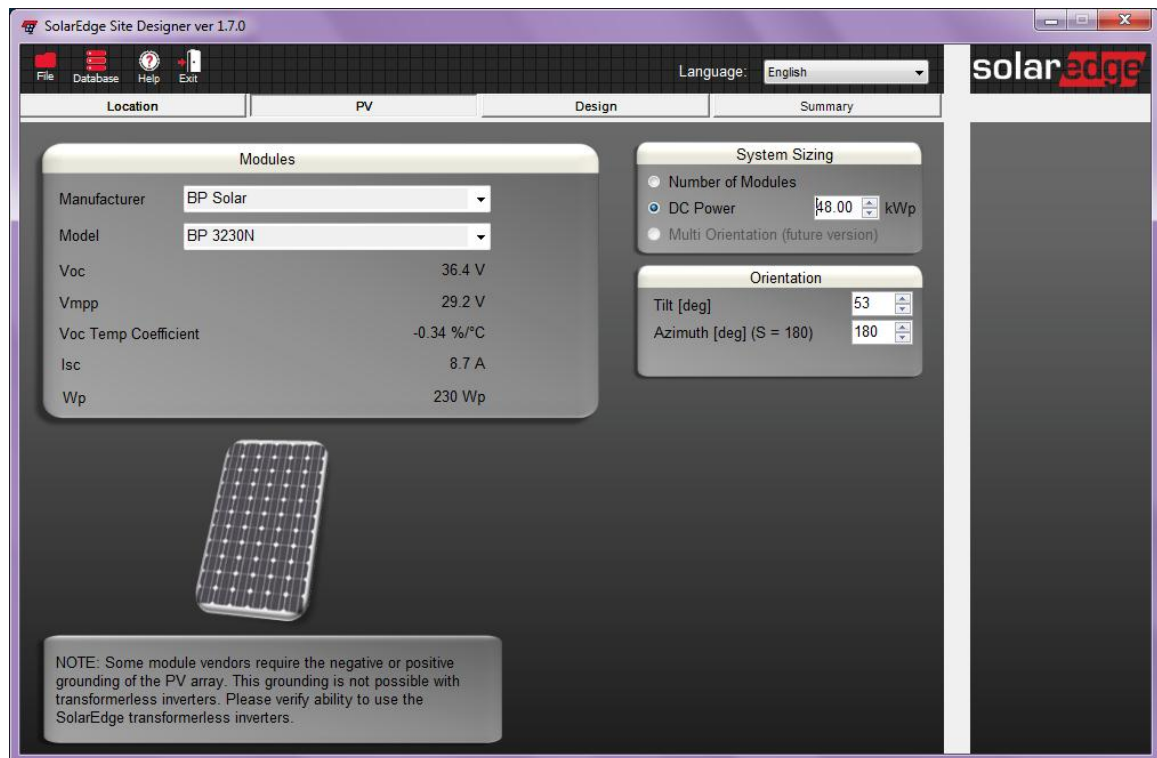 SolarEdge Site Designer ver 1.7.0
File Database Help Exit
Language: English
solaredge
Location PV Design Summary
Modules
Manufacturer BP Solar
Model BP 3230N
Voc 36.4 V
Vmpp 29.2 V
Voc Temp Coefficient -0.34 %/°C
Isc 8.7 A
Wp 230 Wp
System Sizing
Number of Modules
DC Power 48.00 kWp
Multi Orientation (future version)
Orientation
Tilt [deg] 53
Azimuth [deg] (S = 180) 180
NOTE: Some module vendors require the negative or positive
grounding of the PV array. This grounding is not possible with
transformerless inverters. Please verify ability to use the
SolarEdge transformerless inverters.